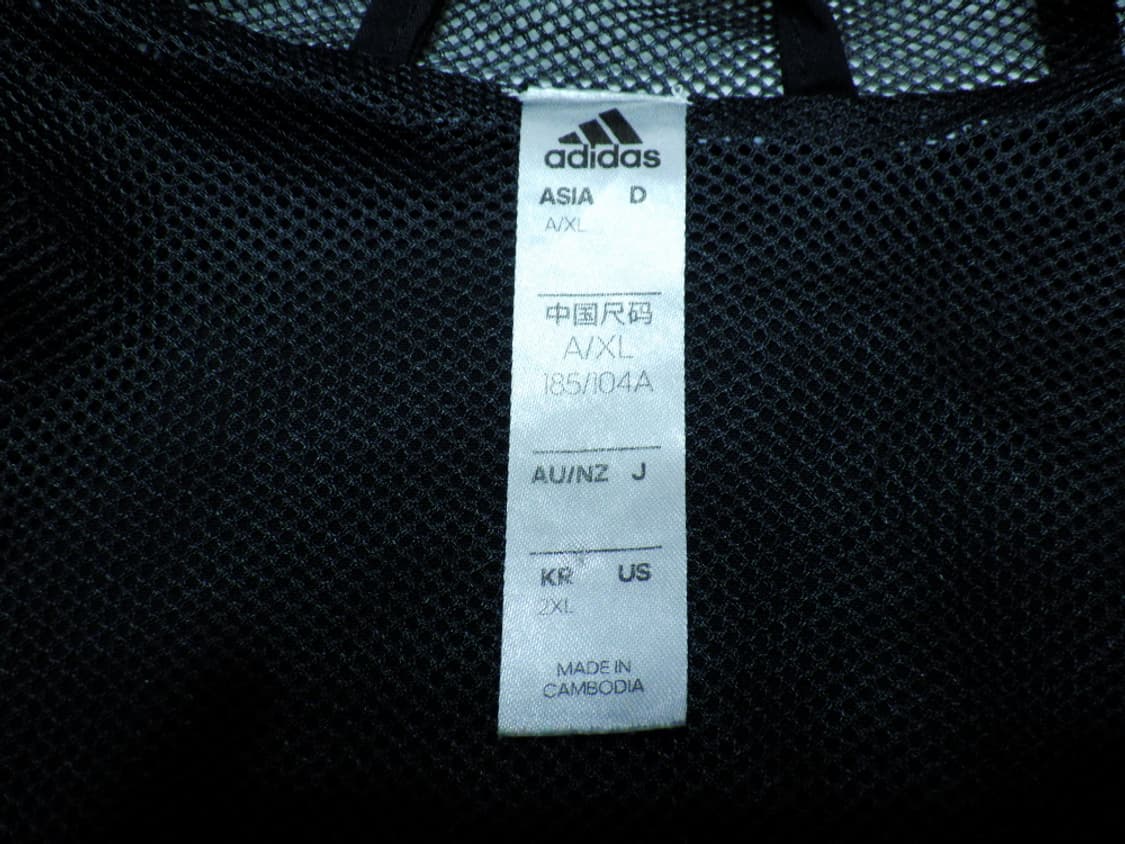 adidas
ASIA D
A/XL
中国尺码
A/XL
185/104A
AU/NZ J
KR US
2XL
MADE IN
CAMBODIA